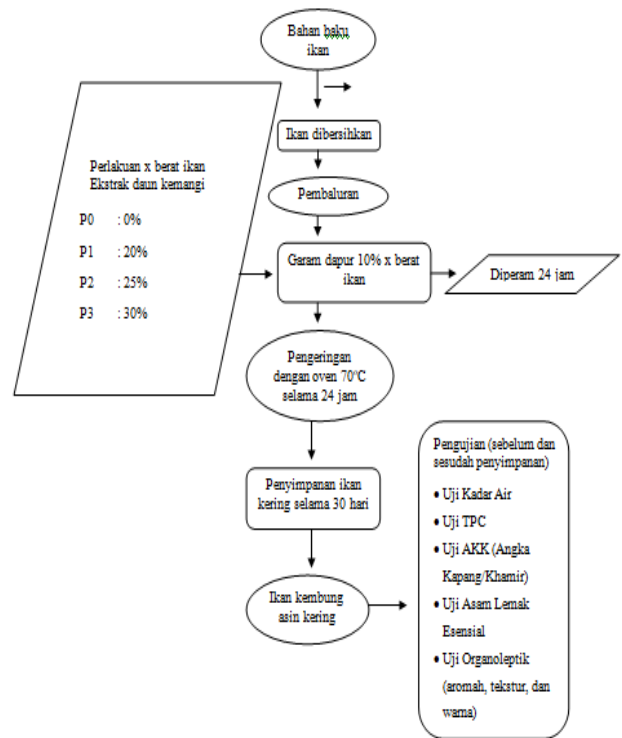 Bahan baku
ikan
Ikan dibersihkan
Pembaluran
Perlakuan x berat ikan
Ekstrak daun kemangi
P0 : 0%
P1 : 20%
P2 : 25%
P3 : 30%
Garam dapur 10% x berat
ikan
Diperam 24 jam
Pengeringan
dengan oven 70°C
selama 24 jam
Penyimpanan ikan
kering selama 30 hari
Ikan kembung
asin kering
Pengujian (sebelum dan
sesudah penyimpanan)
• Uji Kadar Air
• Uji TPC
• Uji AKK (Angka
Kapang/Khamir)
• Uji Asam Lemak
Esensial
• Uji Organoleptik
(aromah, tekstur, dan
warna)